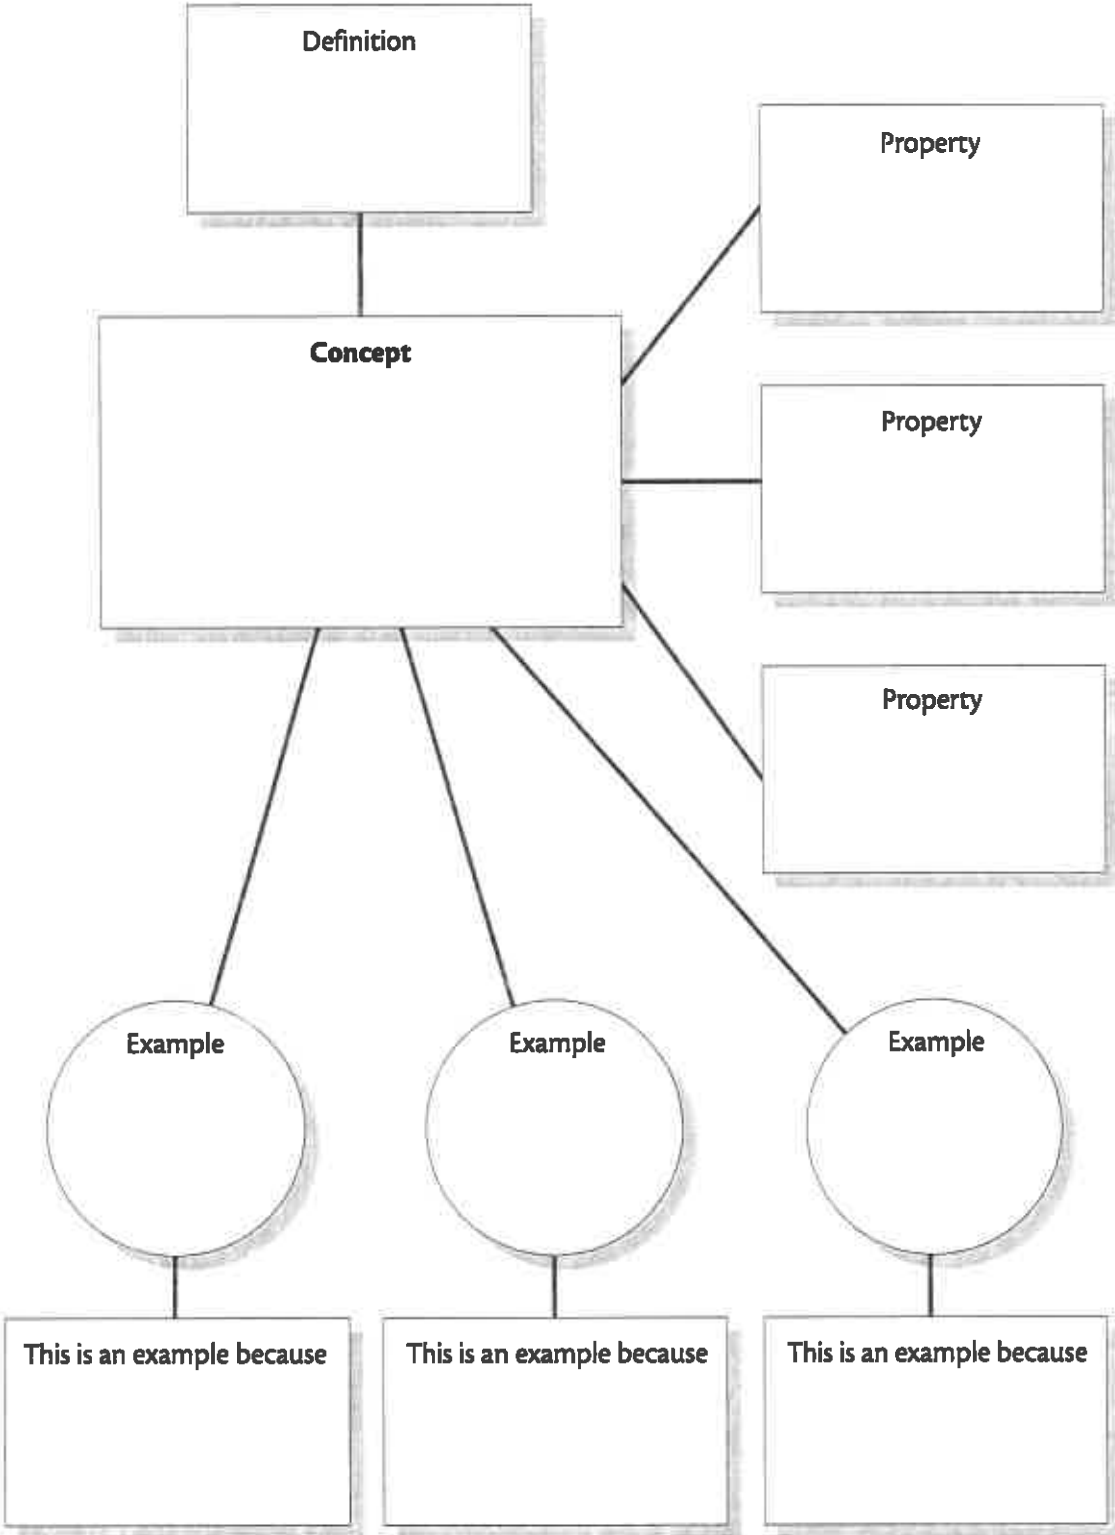 Definition
Property
Concept
Property
Property
Example
Example
Example
This is an example because
This is an example because
This is an example because